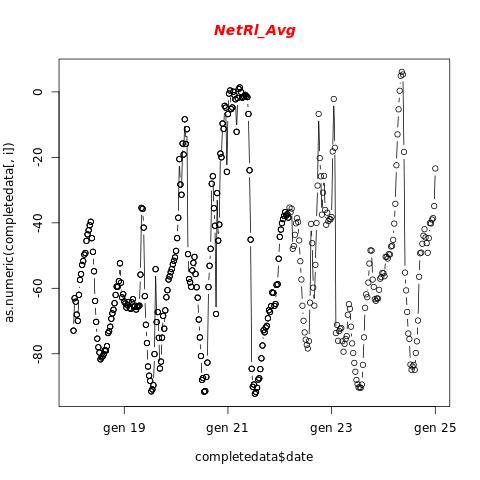 NetRl_Avg
as.numeric(completedata[, i])
0
-20
-40
-60
-80
gen 19
gen 21
gen 23
gen 25
completedata$date